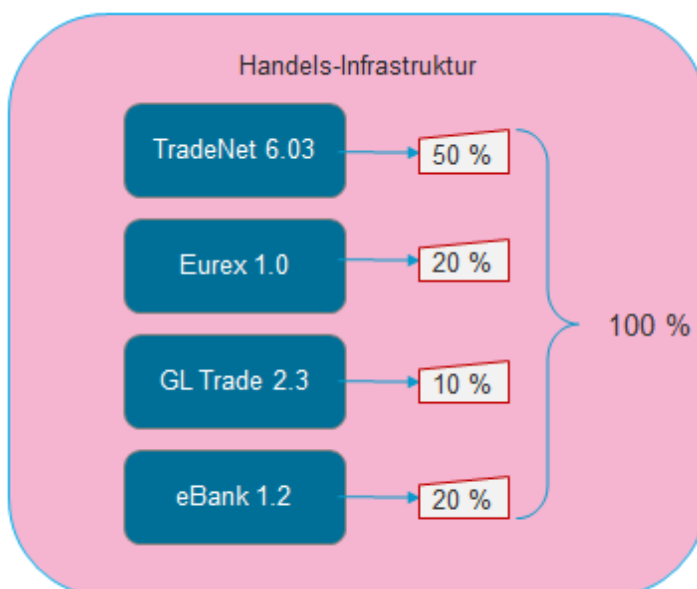 Handels-Infrastruktur
TradeNet 6.03
50 %
Eurex 1.0
20 %
100 %
GL Trade 2.3
10 %
eBank 1.2
20 %